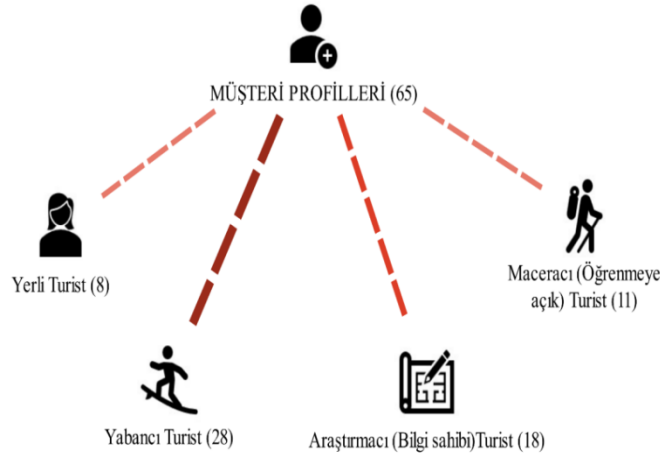 MÜŞTERİ PROFİLLERİ (65)
Yerli Turist (8)
Maceracı (Öğrenmeye
açık) Turist (11)
Yabancı Turist (28)
Araştırmacı (Bilgi sahibi)Turist (18)